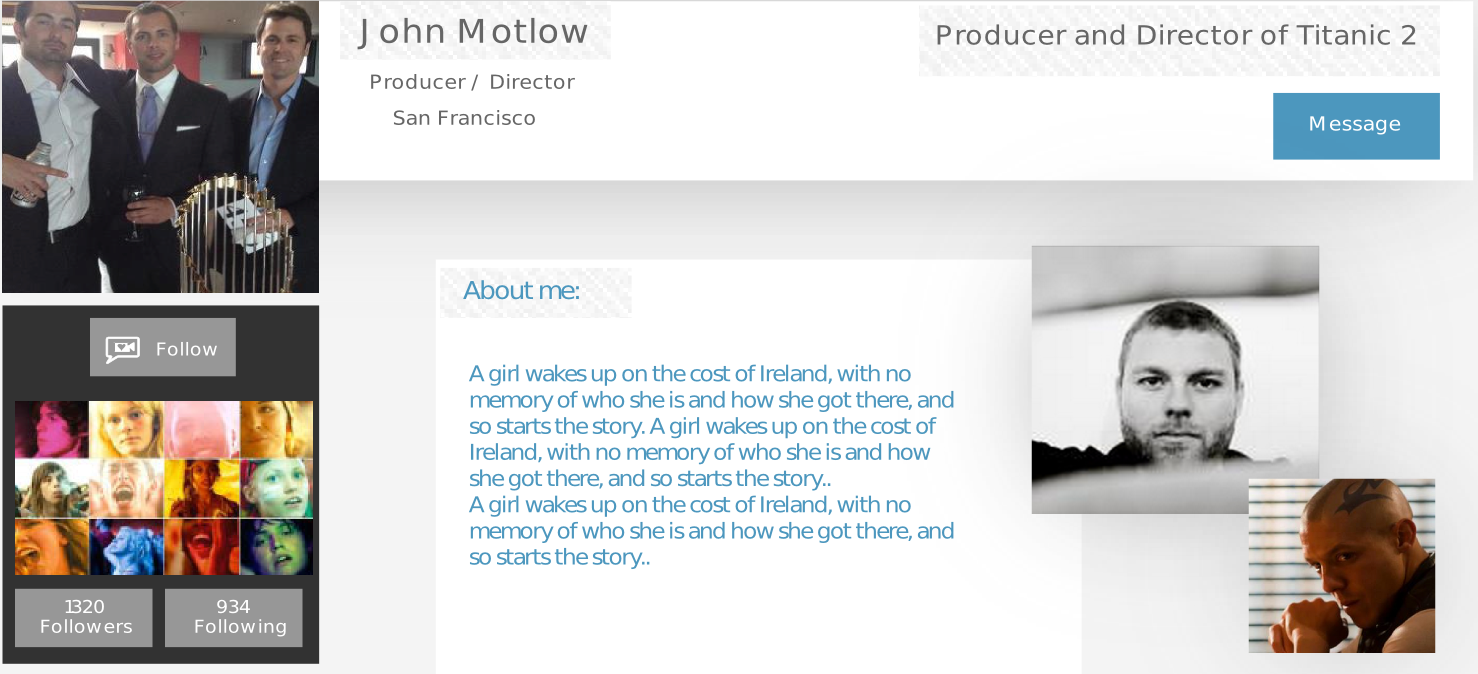 John Motlow
Producer / Director
San Francisco
Producer and Director of Titanic 2
Message
Follow
1320
Followers
934
Following
About me:
A girl wakes up on the cost of Ireland, with no
memory of who she is and how she got there, and
so starts the story. A girl wakes up on the cost of
Ireland, with no memory of who she is and how
she got there, and so starts the story..
A girl wakes up on the cost of Ireland, with no
memory of who she is and how she got there, and
so starts the story..